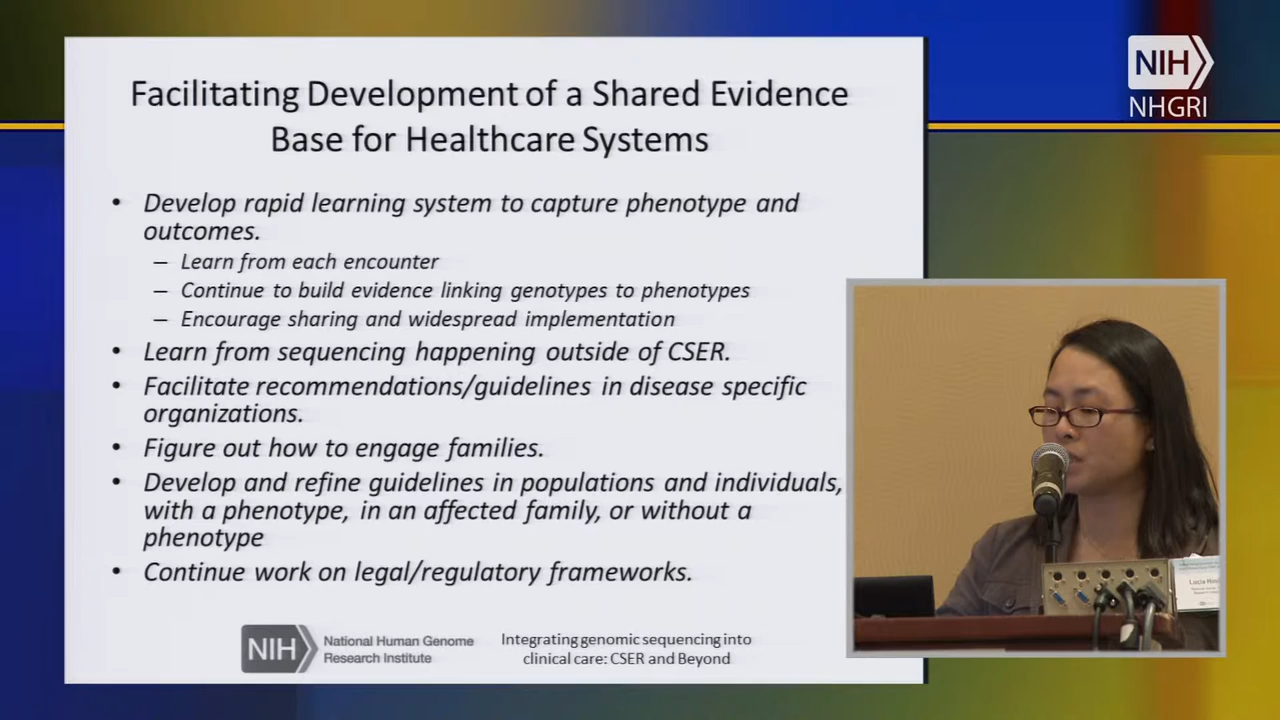 Facilitating Development of a Shared Evidence
Base for Healthcare Systems
• Develop rapid learning system to capture phenotype and
outcomes.
– Learn from each encounter
– Continue to build evidence linking genotypes to phenotypes
– Encourage sharing and widespread implementation
• Learn from sequencing happening outside of CSER.
• Facilitate recommendations/guidelines in disease specific
organizations.
• Figure out how to engage families.
• Develop and refine guidelines in populations and individuals,
with a phenotype, in an affected family, or without a
phenotype
• Continue work on legal/regulatory frameworks.
NIH
National Human Genome
Research Institute
Integrating genomic sequencing into
clinical care: CSER and Beyond
NIH
NHGRI
Lucia